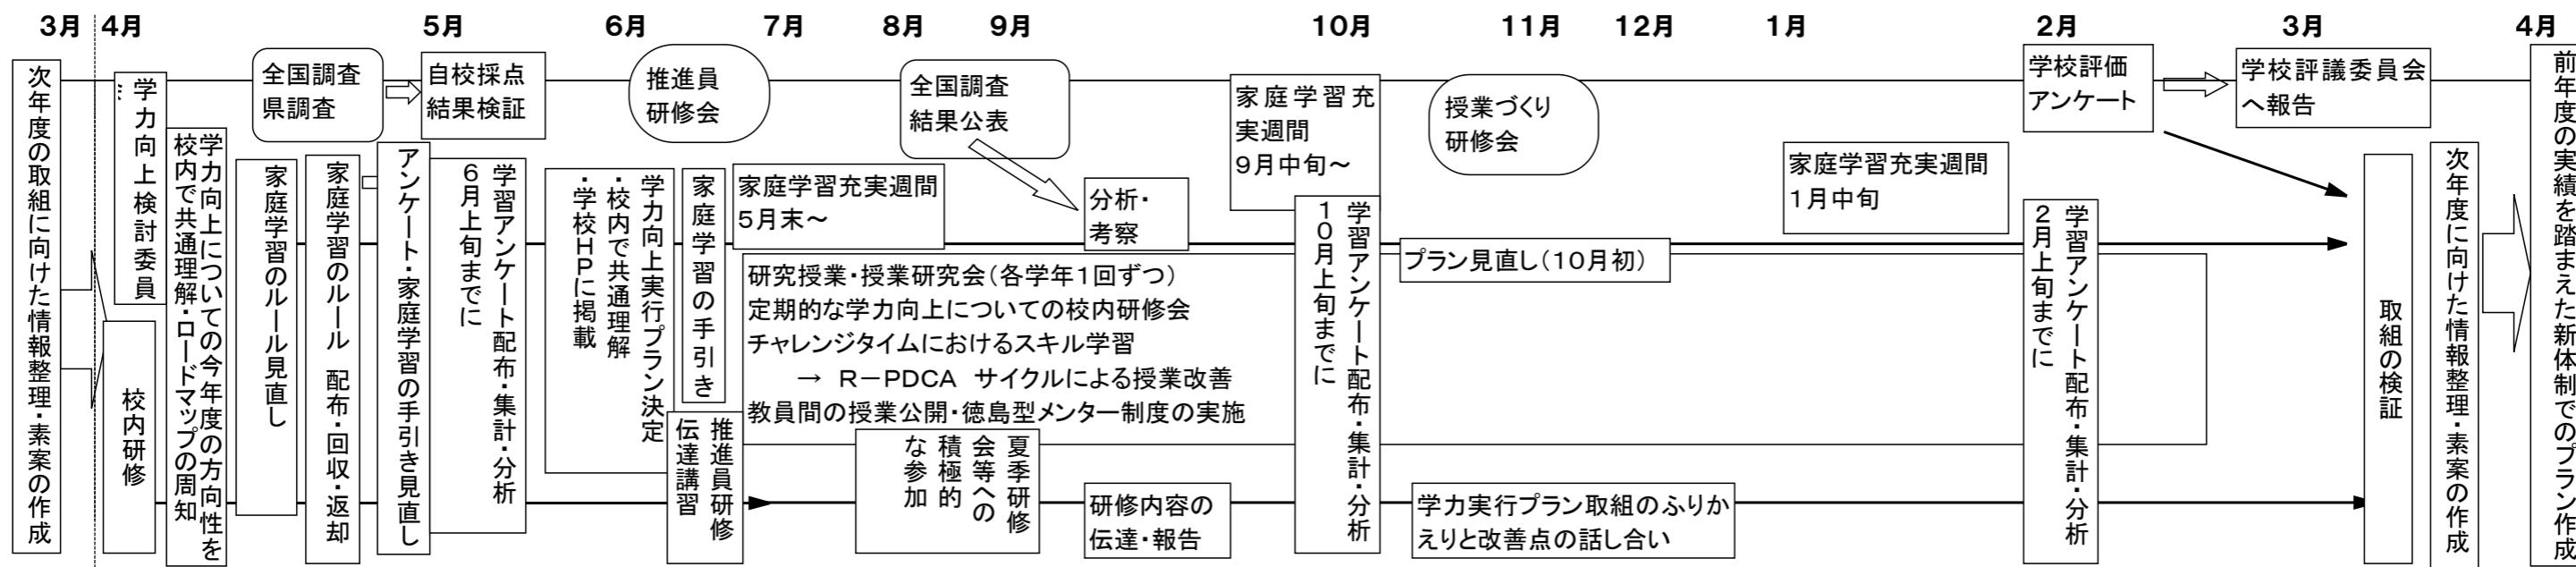 3月
4月
5月
6月
7月
8月
9月
10月
11月
12月
1月
2月
3月
4月
次年度の取組に向けた情報整理・素案の作成
学力向上検討委員
会
校内研修
学力向上についての今年度の方向性を
校内で共通理解・ロードマップの周知
全国調査
県調査
家庭学習のルール見直し
家庭学習のルール 配布・回収・返却
自校採点
結果検証
アンケート・家庭学習の手引き見直し
学習アンケート配布・集計・分析
6月上旬までに
推進員
研修会
学力向上実行プラン決定
・校内で共通理解
・学校HPに掲載
家庭学習の手引き
推進員研修
伝達講習
家庭学習充実週間
5月末～
研究授業・授業研究会（各学年1回ずつ）
定期的な学力向上についての校内研修会
チャレンジタイムにおけるスキル学習
→ R－PDCA サイクルによる授業改善
教員間の授業公開・徳島型メンター制度の実施
全国調査
結果公表
分析・
考察
夏季研修
会等への
積極的
な参加
研修内容の
伝達・報告
家庭学習充
実週間
9月中旬～
学習アンケート配布・集計・分析
10月上旬までに
授業づくり
研修会
プラン見直し（10月初）
学力実行プラン取組のふりか
えりと改善点の話し合い
家庭学習充実週間
1月中旬
学校評価
アンケート
学習アンケート配布・集計・分析
2月上旬までに
学校評議委員会
へ報告
取組の検証
次年度に向けた情報整理・素案の作成
前年度の実績を踏まえた新体制でのプラン作成